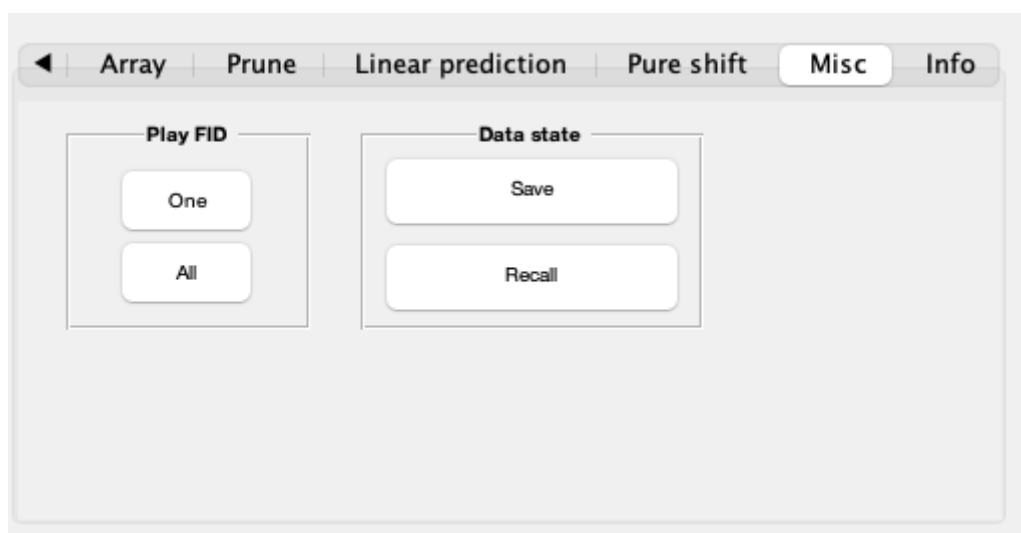 Array Prune Linear prediction Pure shift Misc Info
Play FID
One
All
Data state
Save
Recall